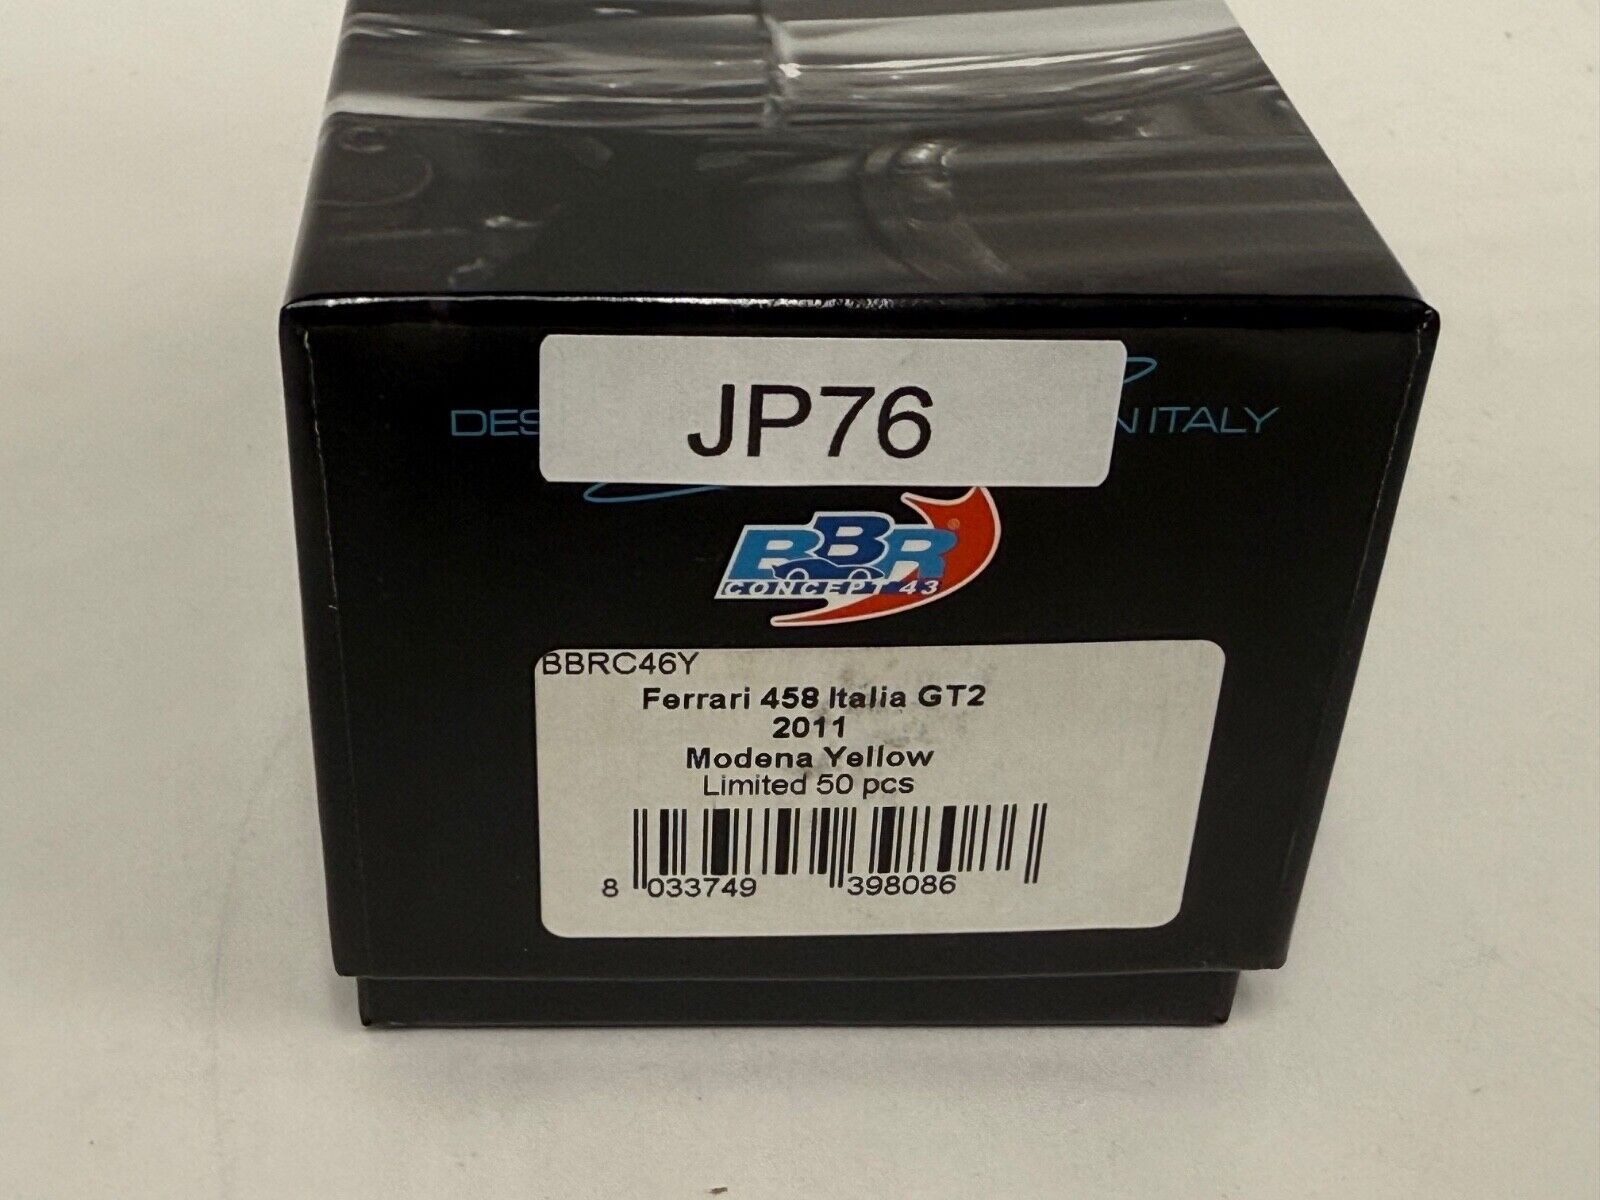 JP76
DES
N ITALY
BBR®
CONCEPT 43
BBRC46Y
Ferrari 458 Italia GT2
2011
Modena Yellow
Limited 50 pcs
8 033749 398086